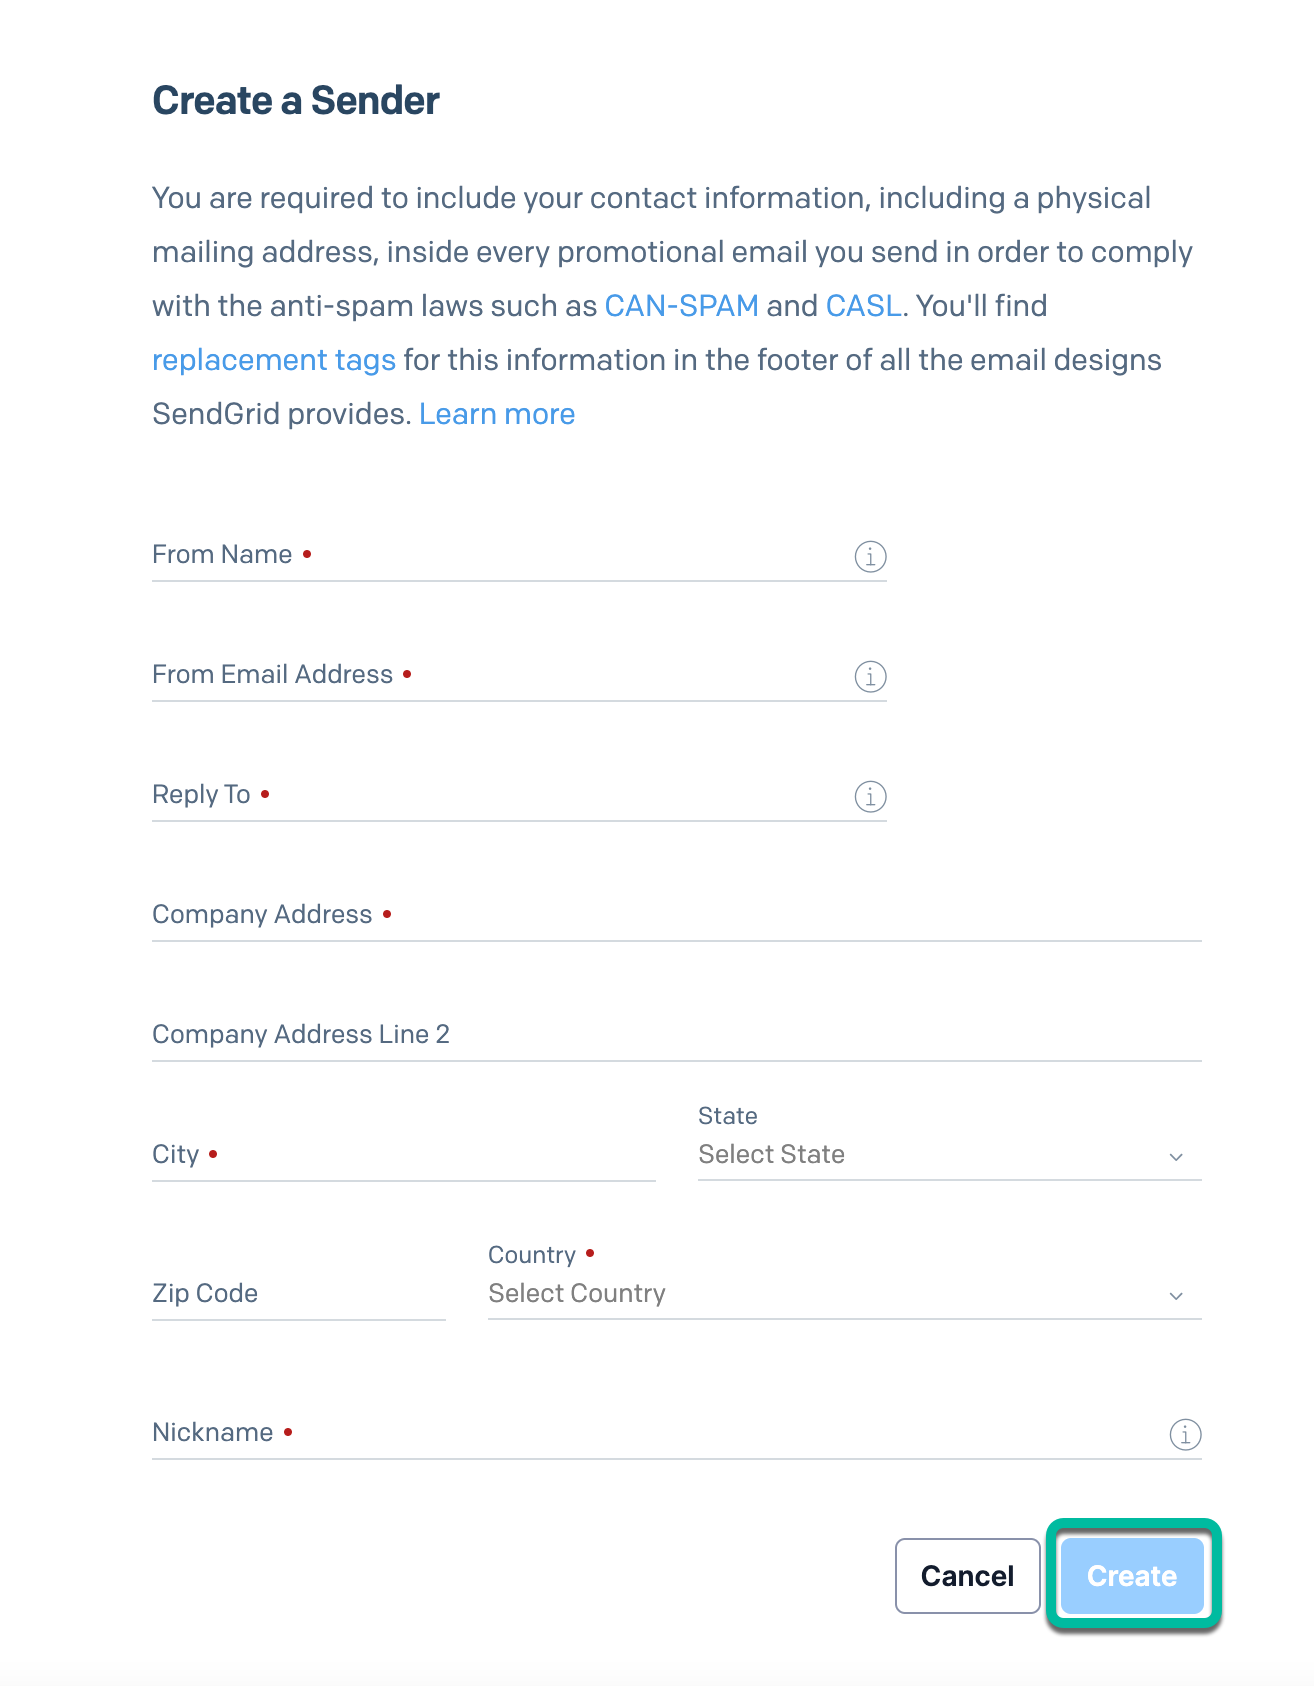 Create a Sender
You are required to include your contact information, including a physical
mailing address, inside every promotional email you send in order to comply
with the anti-spam laws such as CAN-SPAM and CASL. You'll find
replacement tags for this information in the footer of all the email designs
SendGrid provides. Learn more
From Name •
From Email Address •
Reply To •
Company Address •
Company Address Line 2
State
City • Select State
Country •
Zip Code Select Country
Nickname •
Cancel Create